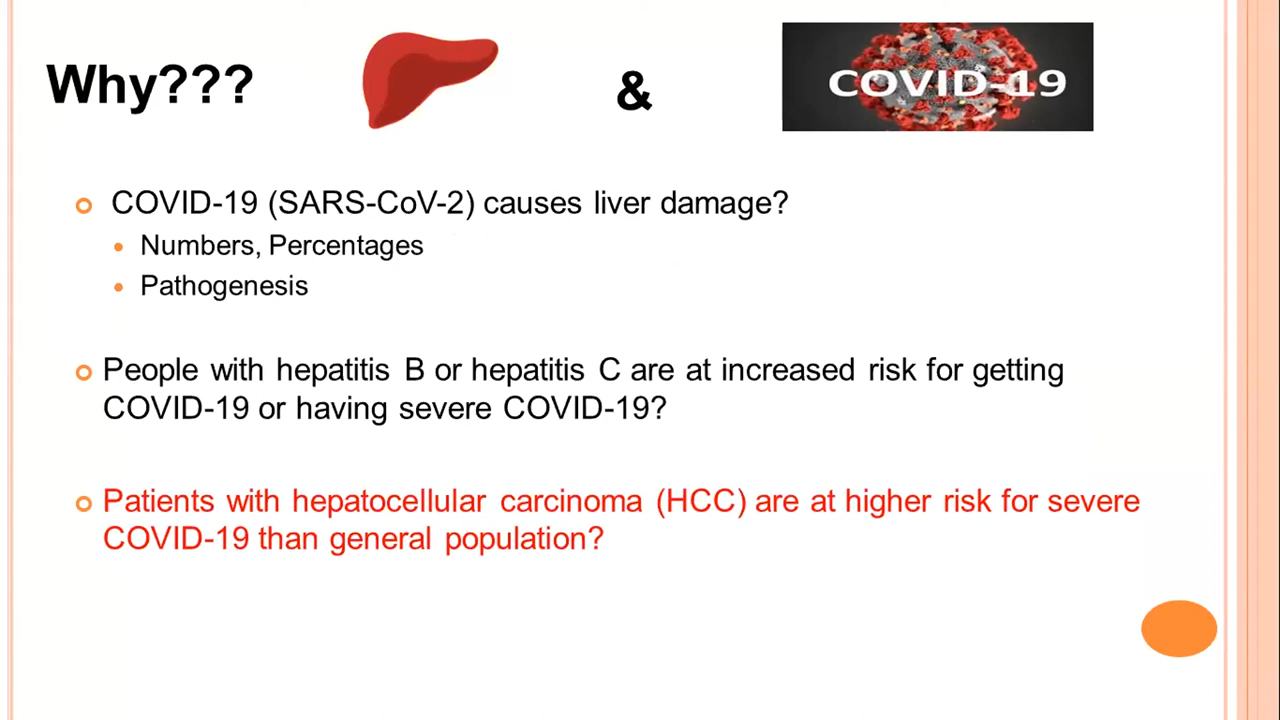 Why???
&
COVID-19
COVID-19 (SARS-CoV-2) causes liver damage?
Numbers, Percentages
Pathogenesis
People with hepatitis B or hepatitis C are at increased risk for getting
COVID-19 or having severe COVID-19?
Patients with hepatocellular carcinoma (HCC) are at higher risk for severe
COVID-19 than general population?